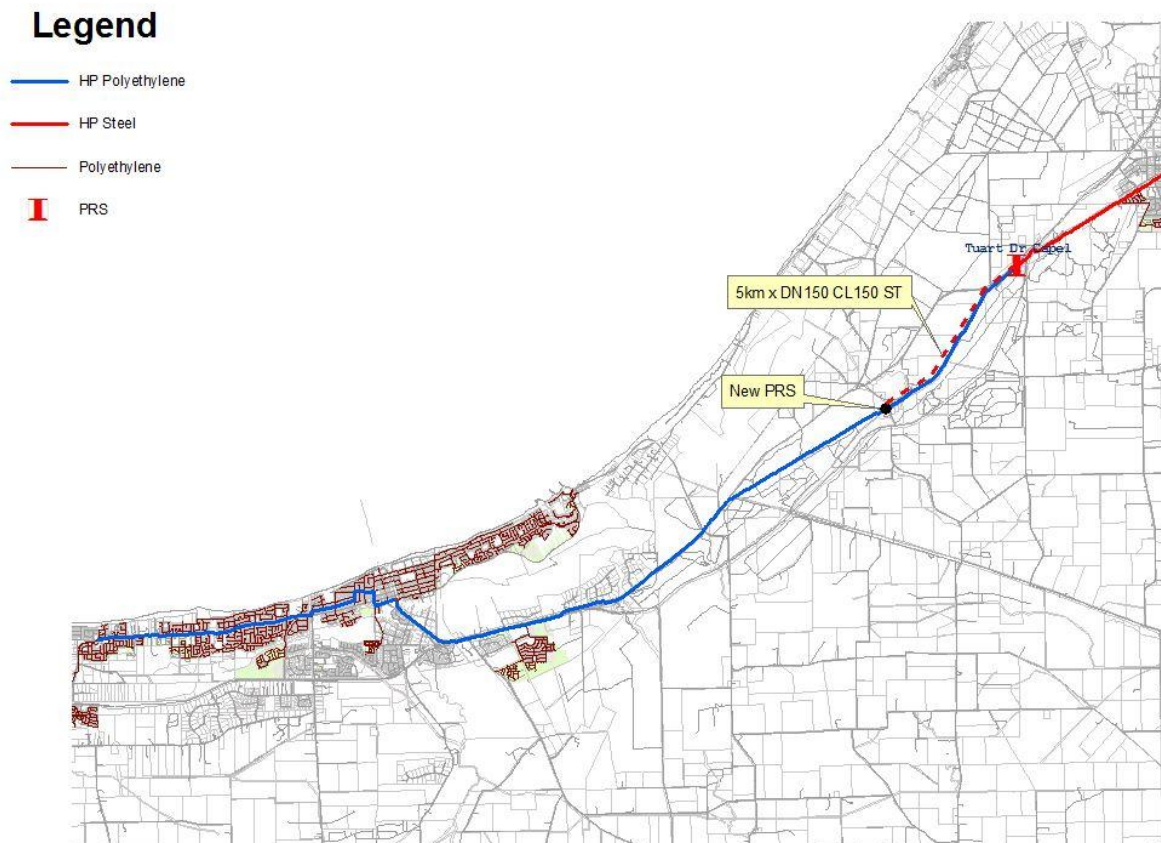 Legend
HP Polyethylene
HP Steel
Polyethylene
PRS
Tuart Dr Capel
5km x DN150 CL150 ST
New PRS